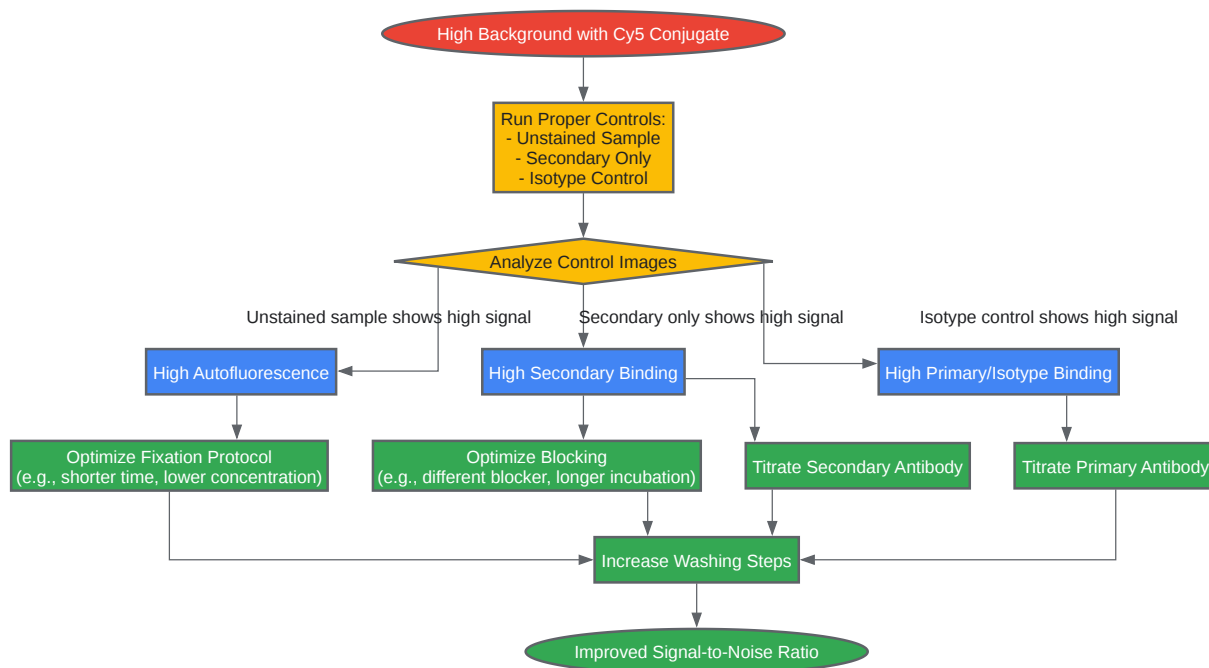 High Background with Cy5 Conjugate
Run Proper Controls:
- Unstained Sample
- Secondary Only
- Isotype Control
Analyze Control Images
Unstained sample shows high signal
Secondary only shows high signal
Isotype control shows high signal
High Autofluorescence
High Secondary Binding
High Primary/Isotype Binding
Optimize Fixation Protocol
(e.g., shorter time, lower concentration)
Optimize Blocking
(e.g., different blocker, longer incubation)
Titrate Secondary Antibody
Titrate Primary Antibody
Increase Washing Steps
Improved Signal-to-Noise Ratio